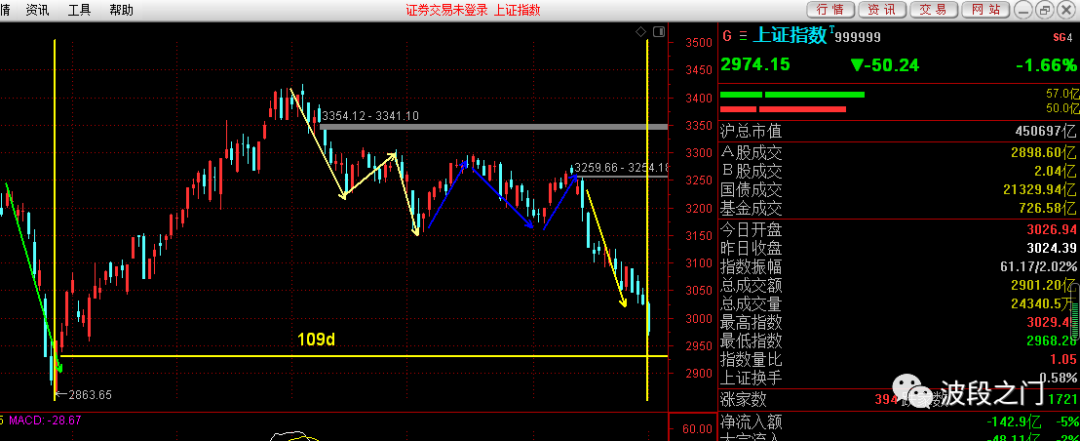 情 资讯 工具 帮助 证券交易未登录 上证指数 行情 资讯 交易 网站
3500
3450
3400
3350
3300
3250
3200
3150
3100
3050
3000
2950
2900
60.00
3354.12 - 3341.10
3259.66 - 3254.18
109d
←2863.65
MACD: -28.67
G 三 上证指数 999999 SG4
2974.15 ▼-50.24 -1.66%
57.0亿
50.0亿
沪总市值 450697亿
A股成交 2898.60亿
B股成交 2.04亿
国债成交 21329.94亿
基金成交 726.58亿
今日开盘 3026.94
昨日收盘 3024.39
指数振幅 61.17/2.02%
总成交额 2901.20亿
总成交量 24340.5万
最高指数 3029.4
最低指数 2968.26
指数量比 1.05
上证换手 0.58%
涨家数 394 1721
波段之门
净流入额 -142.9亿 -5%
-48.11亿 -2%